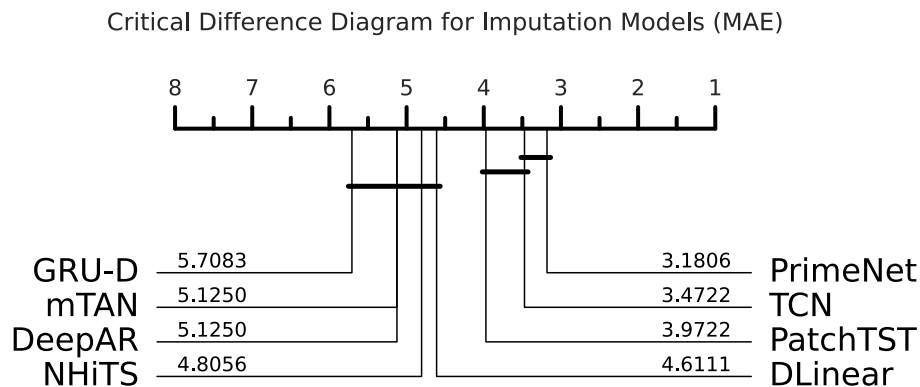 Critical Difference Diagram for Imputation Models (MAE)
8 7 6 5 4 3 2 1
GRU-D 5.7083 3.1806 PrimeNet
mTAN 5.1250 3.4722 TCN
DeepAR 5.1250 3.9722 PatchTST
NHiTS 4.8056 4.6111 DLinear